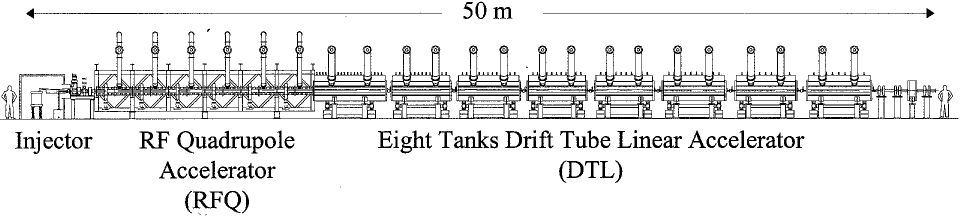 50 m
Injector
RF Quadrupole
Accelerator
(RFQ)
Eight Tanks Drift Tube Linear Accelerator
(DTL)